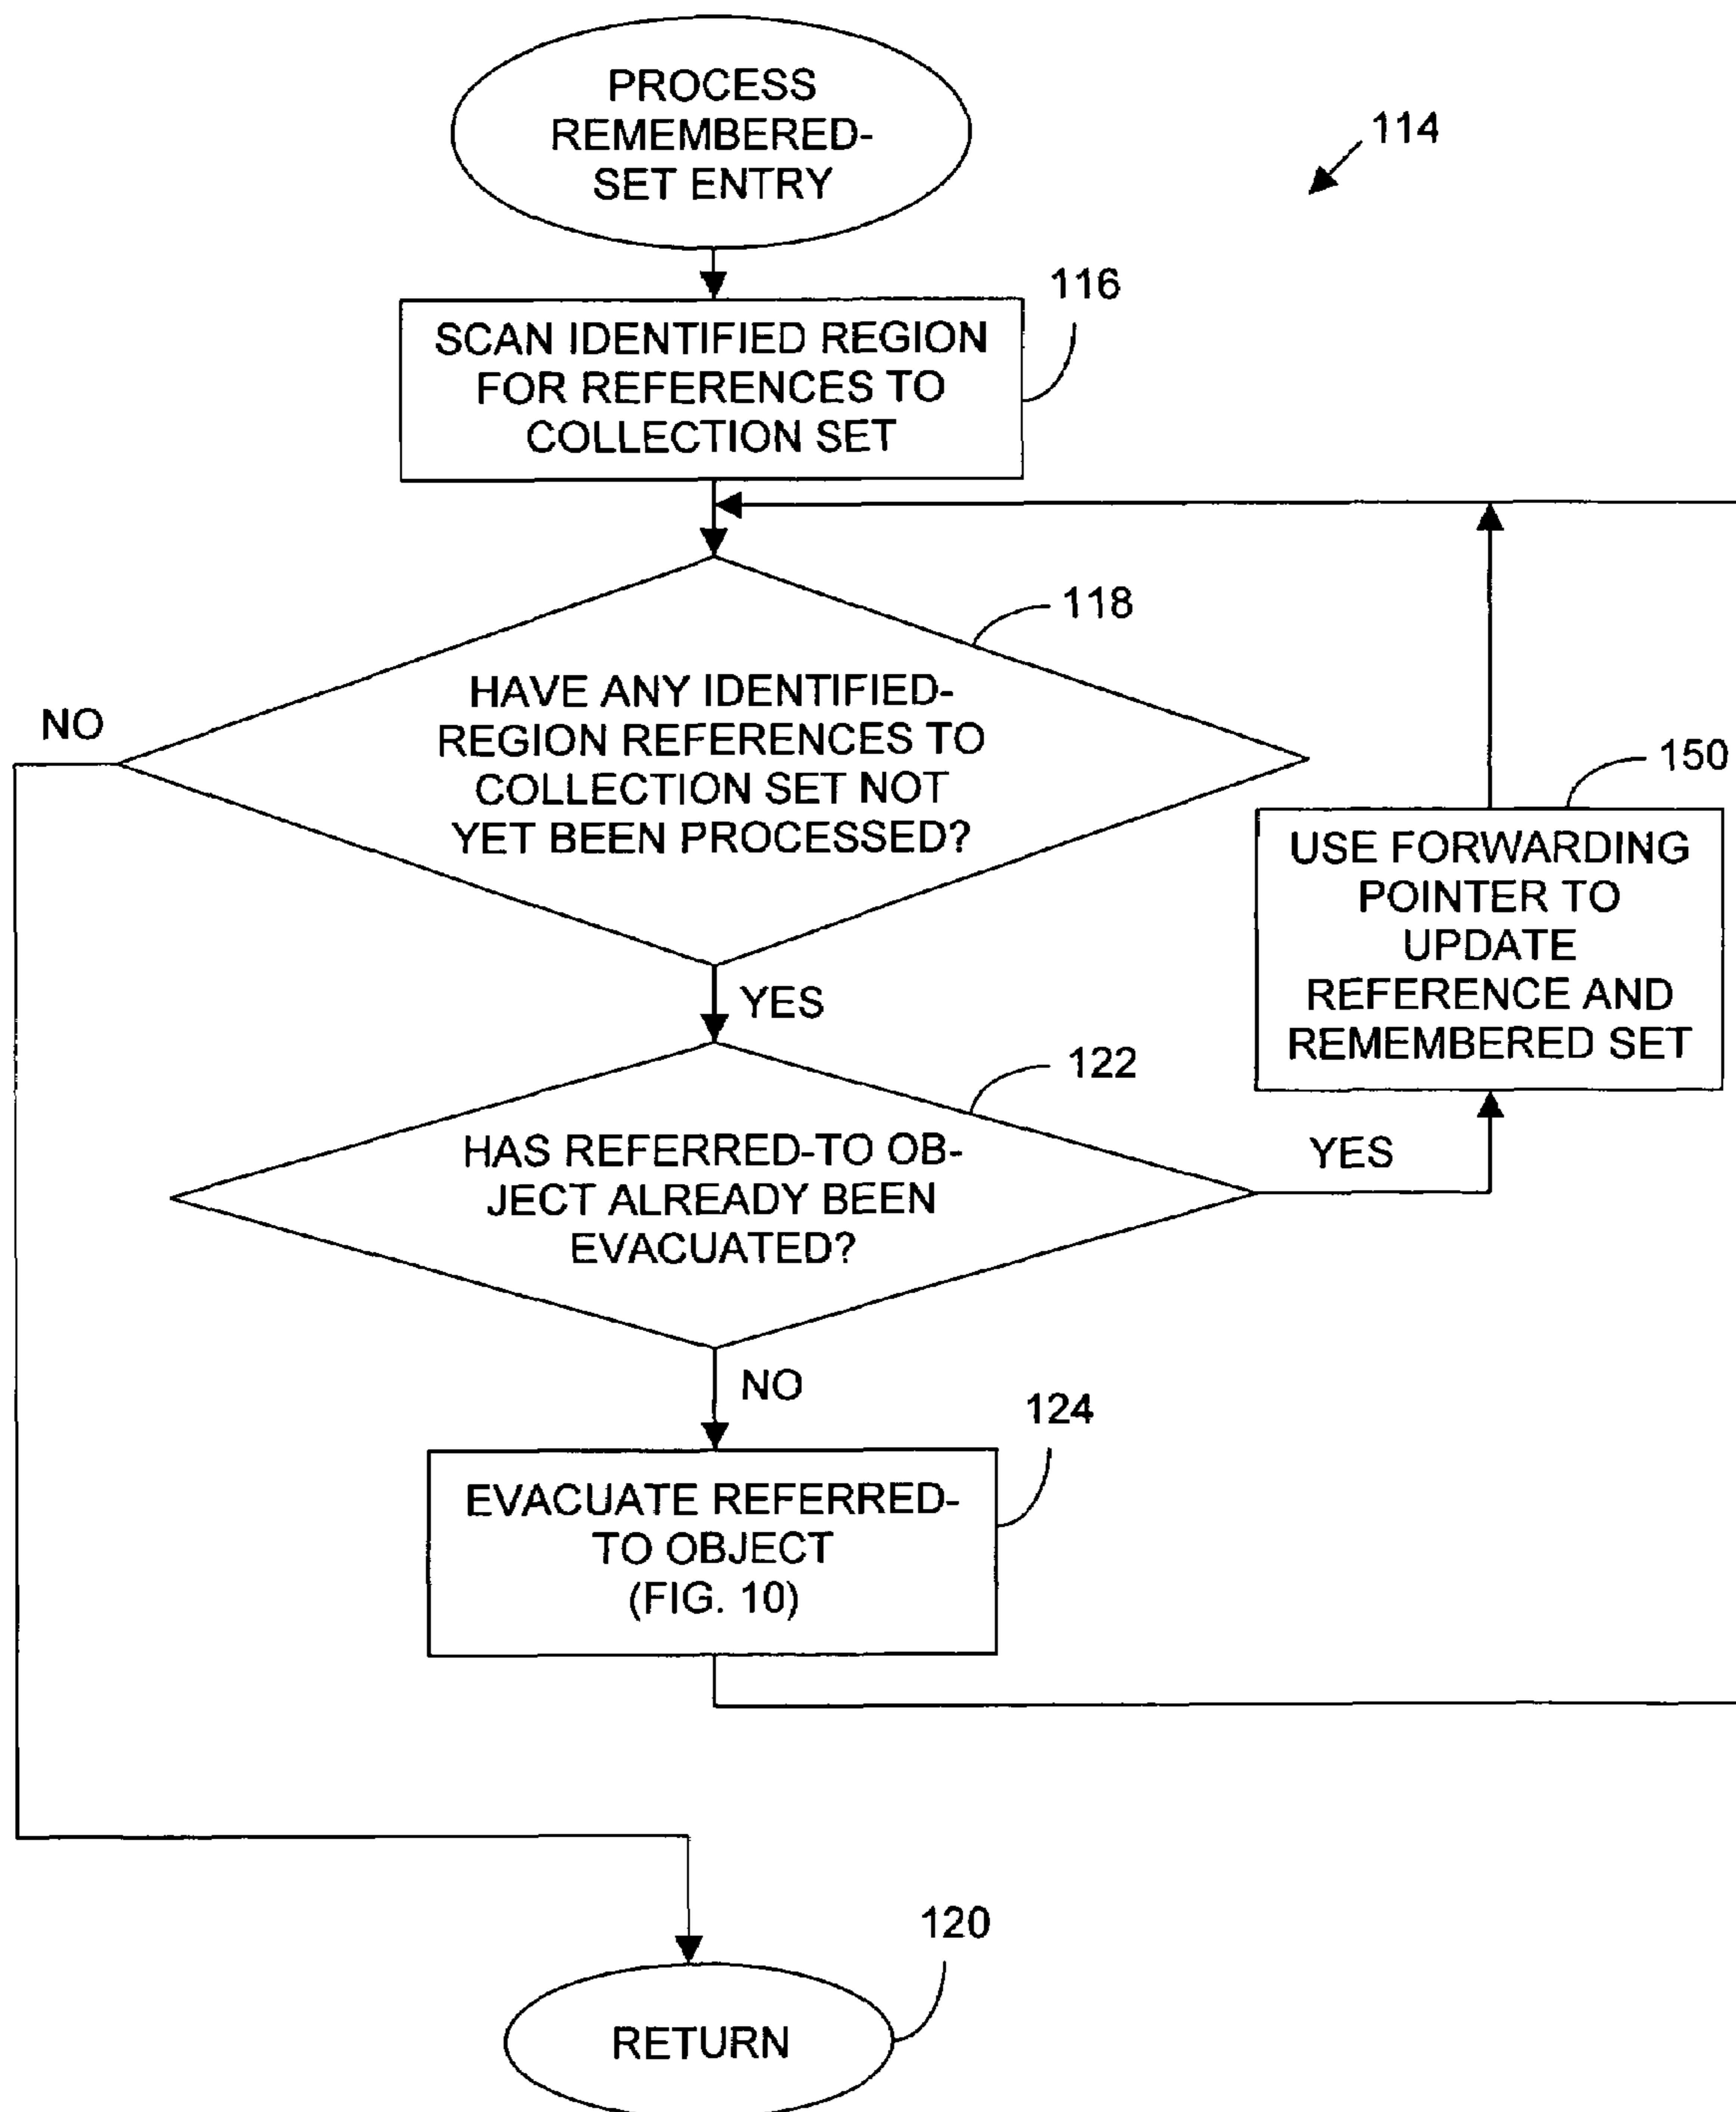 PROCESS
REMEMBERED-
SET ENTRY
114
116
SCAN IDENTIFIED REGION
FOR REFERENCES TO
COLLECTION SET
118
HAVE ANY IDENTIFIED-
REGION REFERENCES TO
COLLECTION SET NOT
YET BEEN PROCESSED?
NO
150
USE FORWARDING
POINTER TO
UPDATE
REFERENCE AND
REMEMBERED SET
YES
122
HAS REFERRED-TO OB-
JECT ALREADY BEEN
EVACUATED?
YES
NO
124
EVACUATE REFERRED-
TO OBJECT
(FIG. 10)
120
RETURN